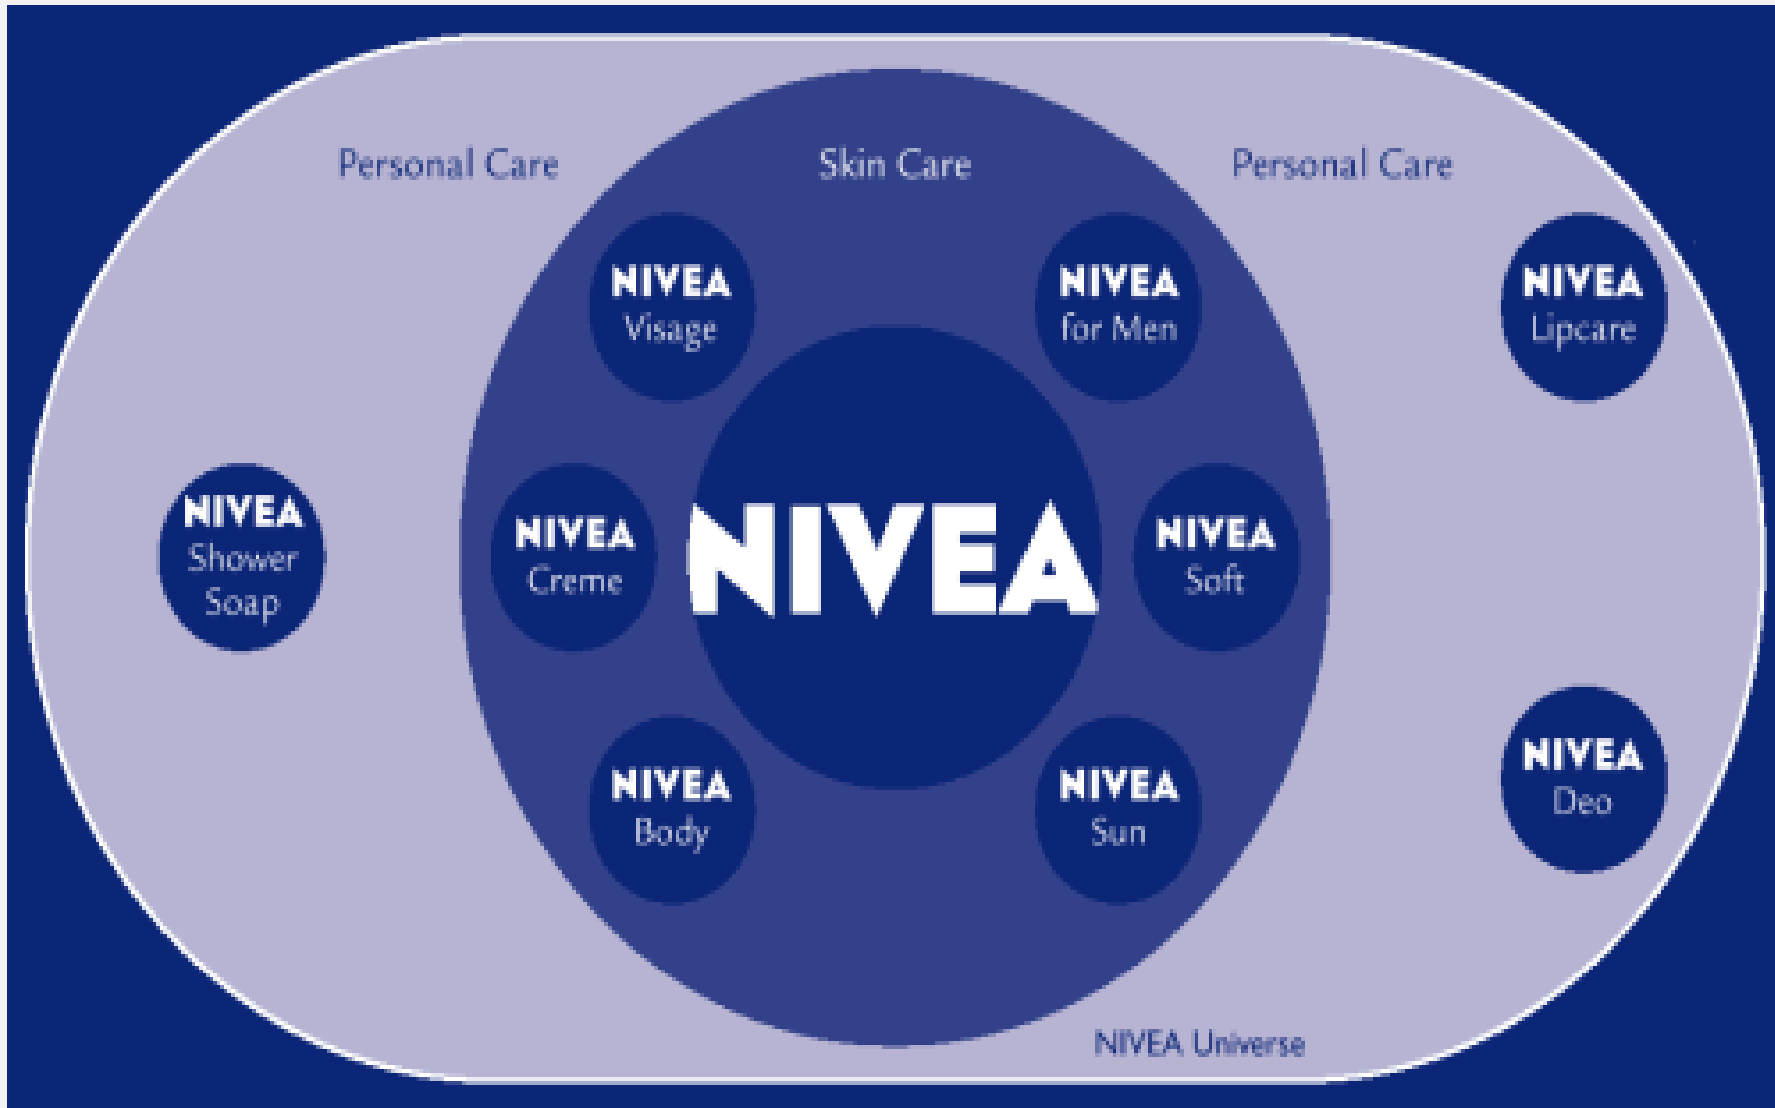 Personal Care
Skin Care
Personal Care
NIVEA
Visage
NIVEA
for Men
NIVEA
Lipcare
NIVEA
Shower
Soap
NIVEA
Creme
NIVEA
NIVEA
Soft
NIVEA
Body
NIVEA
Sun
NIVEA
Deo
NIVEA Universe